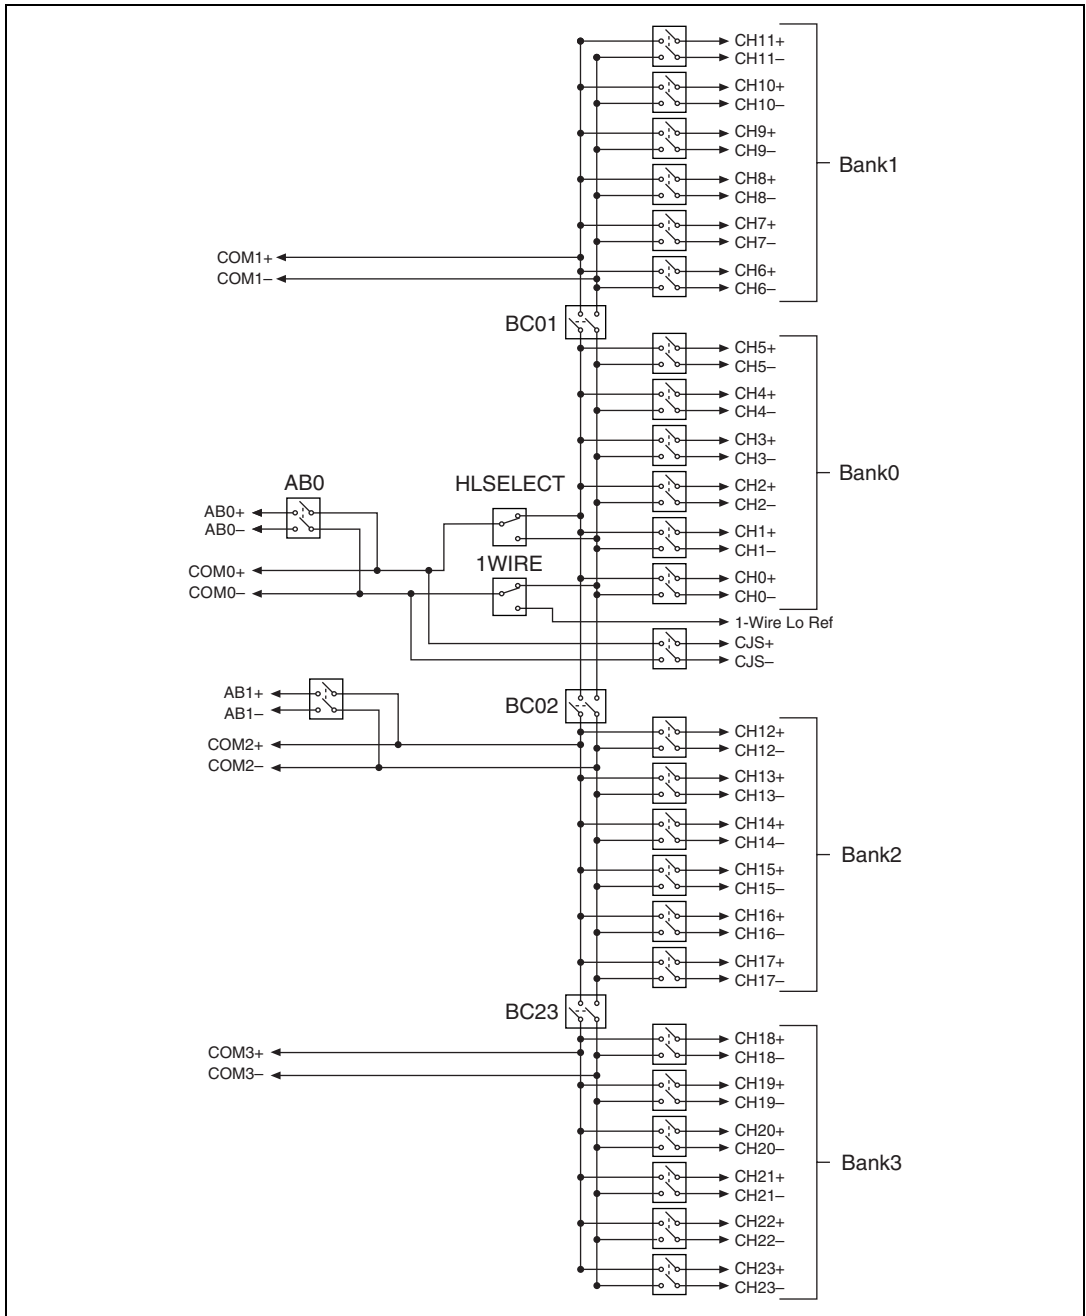 CH11+
CH11–
CH10+
CH10–
CH9+
CH9–
Bank1
CH8+
CH8–
CH7+
CH7–
COM1+
COM1–
CH6+
CH6–
BC01
CH5+
CH5–
CH4+
CH4–
CH3+
CH3–
Bank0
AB0
HLSELECT
CH2+
CH2–
AB0+
AB0–
CH1+
CH1–
1WIRE
COM0+
COM0–
CH0+
CH0–
1-Wire Lo Ref
CJS+
CJS–
AB1+
AB1–
BC02
CH12+
CH12–
COM2+
COM2–
CH13+
CH13–
CH14+
CH14–
Bank2
CH15+
CH15–
CH16+
CH16–
CH17+
CH17–
BC23
CH18+
CH18–
COM3+
COM3–
CH19+
CH19–
CH20+
CH20–
Bank3
CH21+
CH21–
CH22+
CH22–
CH23+
CH23–